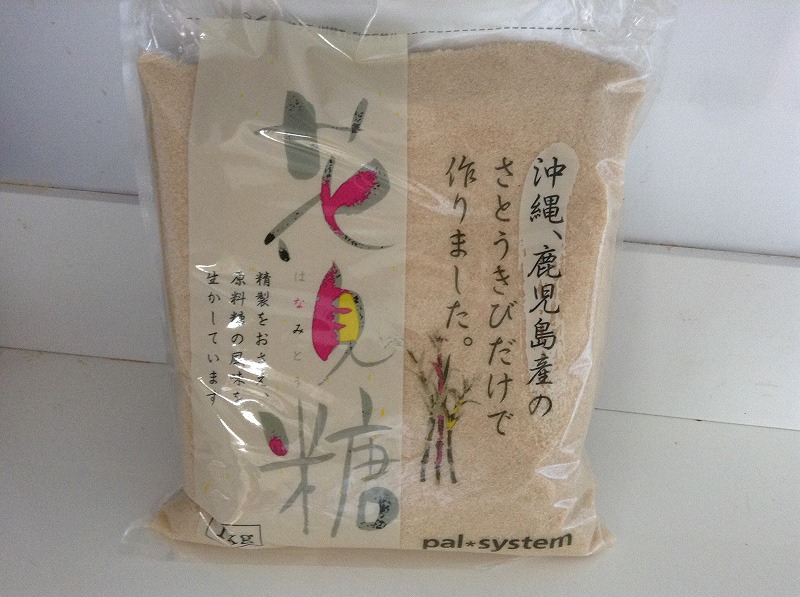 沖縄、鹿児島産の
さとうきびだけで
作りました。
花見糖
はなみとう
精製をおさえ、
原料糖の風味を
生かしています
1kg
pal*system